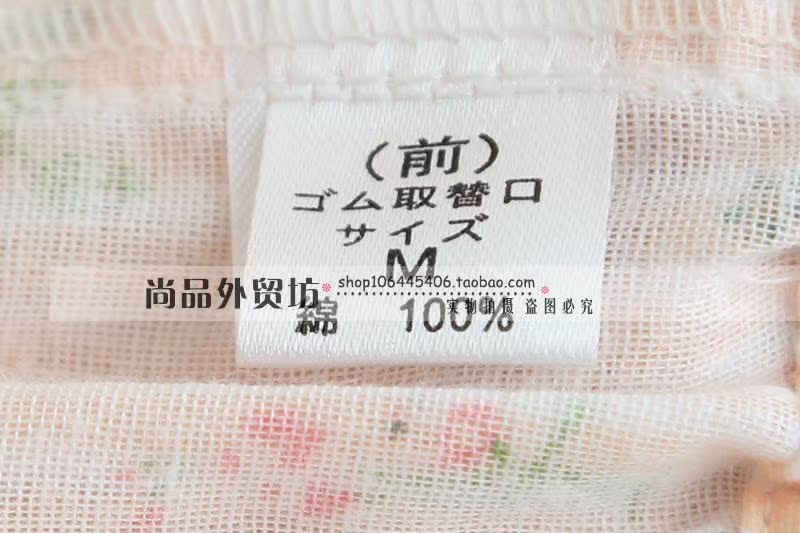 （前）
ゴム取替口
サイズ
M
尚品外贸坊
shop106445406.taobao.com
实物拍摄 盗图必究
綿 100%